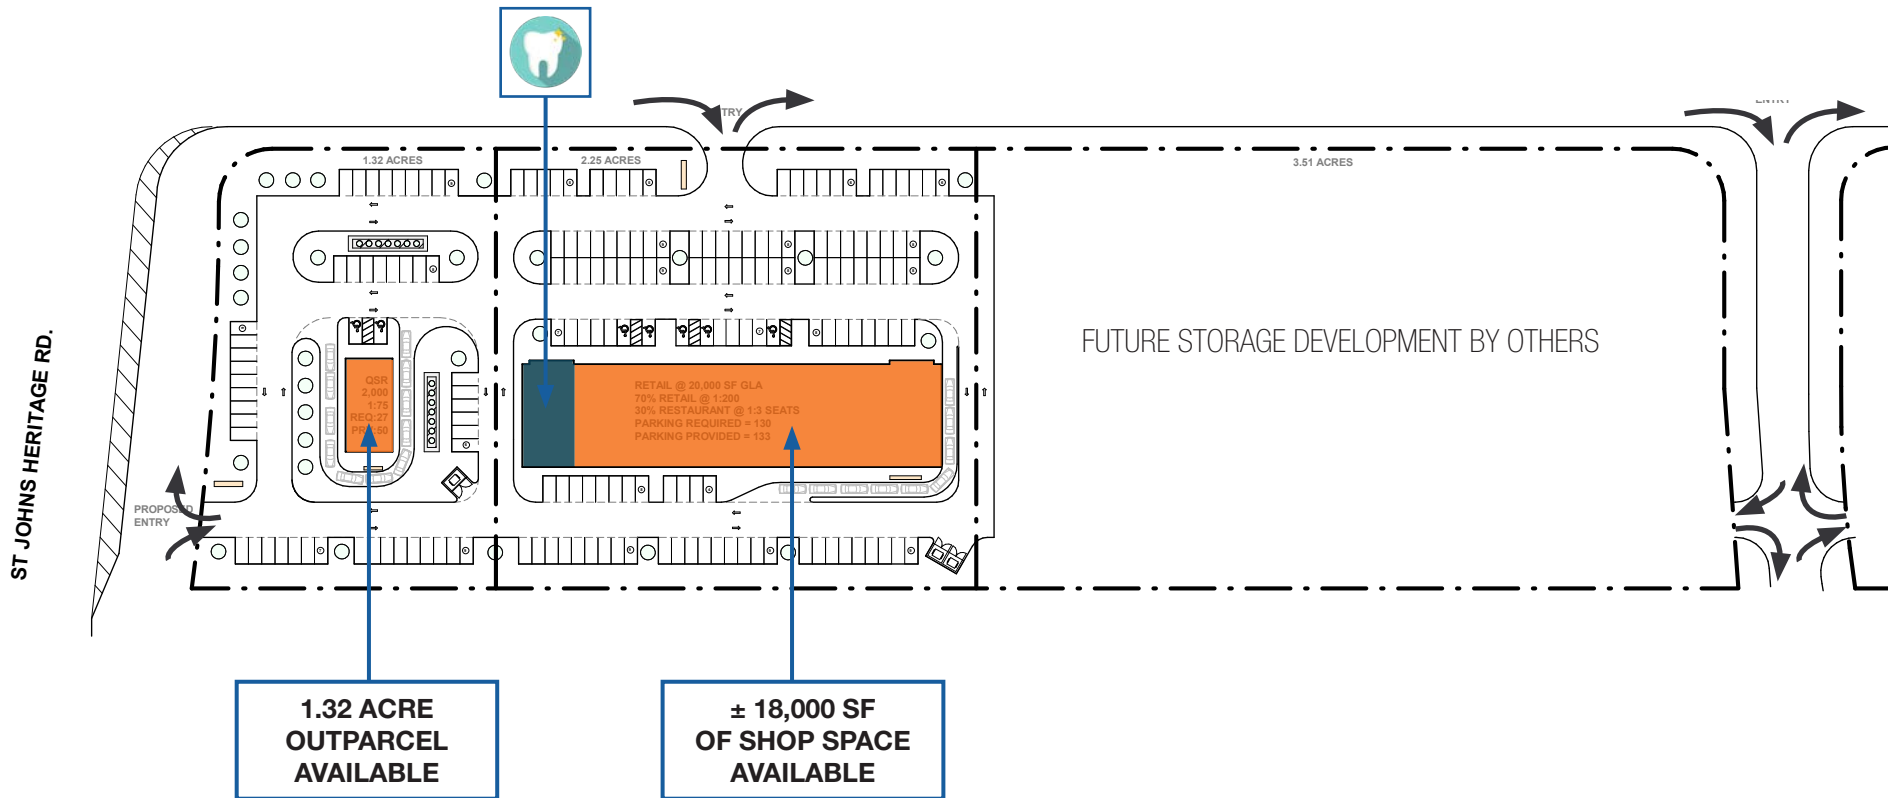 1.32 ACRES
2.25 ACRES
3.51 ACRES
FUTURE STORAGE DEVELOPMENT BY OTHERS
ST JOHNS HERITAGE RD.
QSR
2,000
1:75
REQ:27
RETAIL @ 20,000 SF GLA
70% RETAIL @ 1:200
30% RESTAURANT @ 1:3 SEATS
PARKING REQUIRED = 130
PARKING PROVIDED = 133
PROPOSED
ENTRY
1.32 ACRE
OUTPARCEL
AVAILABLE
± 18,000 SF
OF SHOP SPACE
AVAILABLE